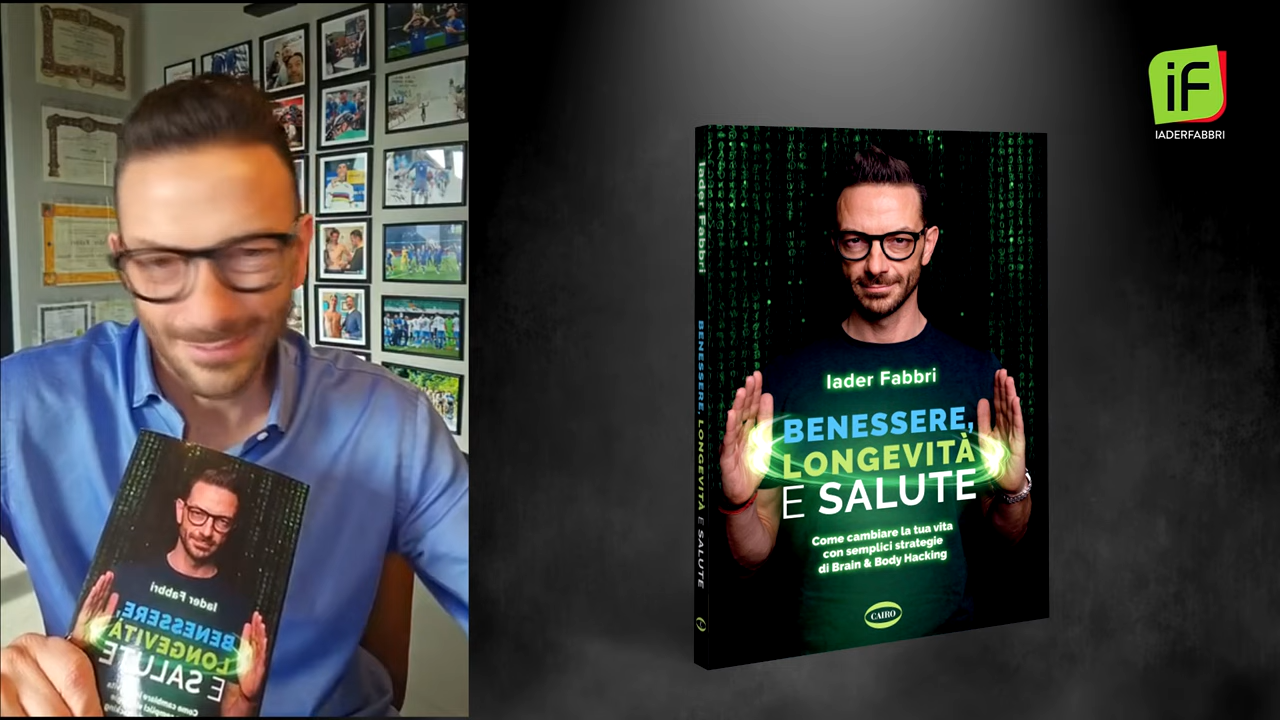 Iader Fabbri
BENESSERE,
LONGEVITÀ
E SALUTE
Iader Fabbri
BENESSERE, LONGEVITÀ E SALUTE
Iader Fabbri
BENESSERE,
LONGEVITÀ
E SALUTE
Come cambiare la tua vita
con semplici strategie
di Brain & Body Hacking
CAIRO
iF
IADERFABBRI